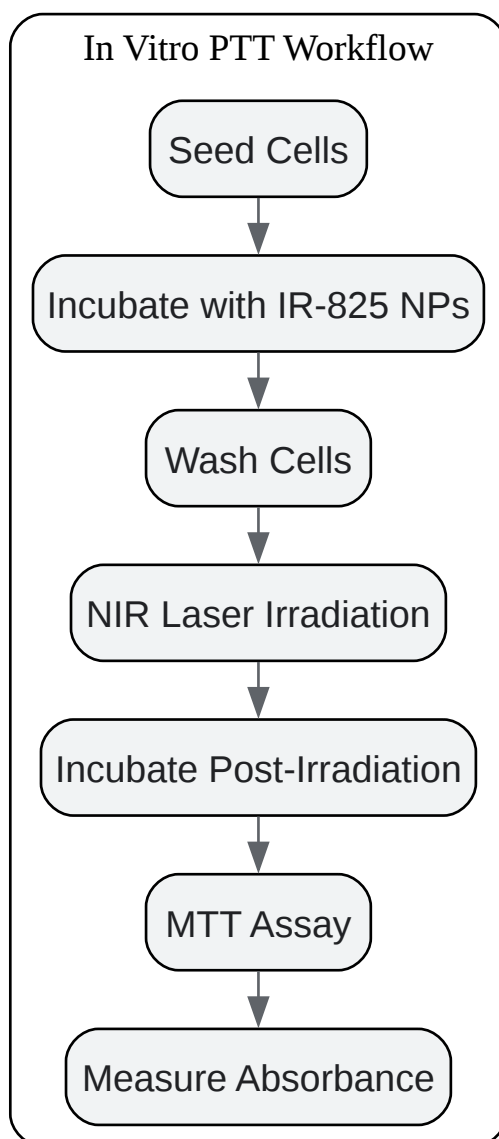 In Vitro PTT Workflow
Seed Cells
Incubate with IR-825 NPs
Wash Cells
NIR Laser Irradiation
Incubate Post-Irradiation
MTT Assay
Measure Absorbance